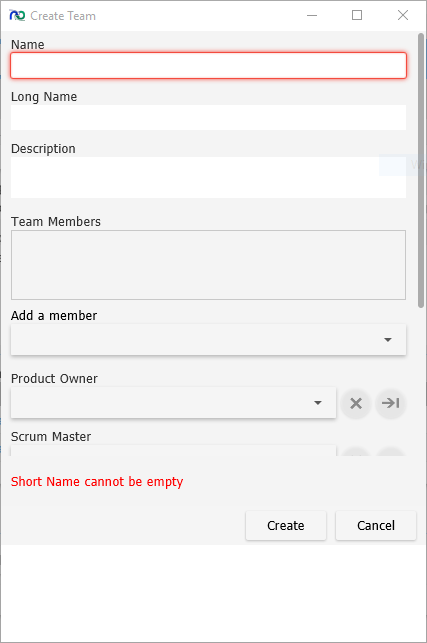 Create Team
Name
Long Name
Description
Team Members
Add a member
Product Owner
Scrum Master
Short Name cannot be empty
Create Cancel